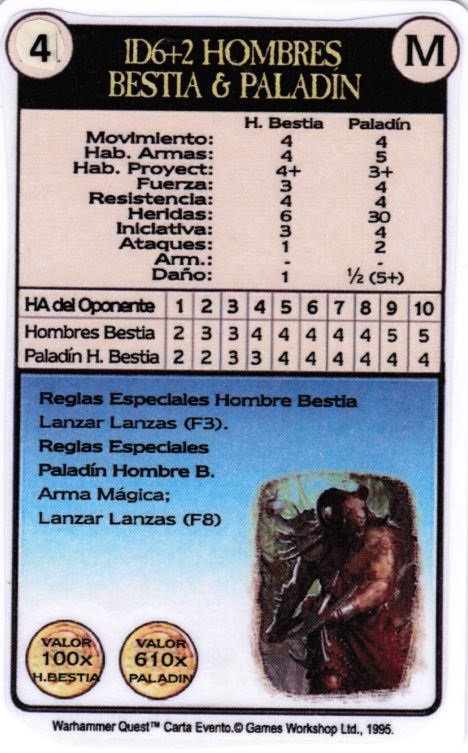 4
1D6+2 HOMBRES
BESTIA & PALADÍN
M
H. Bestia Paladín
Movimiento: 4 4
Hab. Armas: 4 5
Hab. Proyect: 4+ 3+
Fuerza: 3 4
Resistencia: 4 4
Heridas: 6 30
Iniciativa: 3 4
Ataques: 1 2
Arm.: - -
Daño: 1 ½ (5+)
HA del Oponente 1 2 3 4 5 6 7 8 9 10
Hombres Bestia 2 3 3 4 4 4 4 4 5 5
Paladín H. Bestia 2 2 3 3 4 4 4 4 4 4
Reglas Especiales Hombre Bestia
Lanzar Lanzas (F3).
Reglas Especiales
Paladín Hombre B.
Arma Mágica;
Lanzar Lanzas (F8)
VALOR
100x
H.BESTIA
VALOR
610x
PALADIN
Warhammer Quest™ Carta Evento.© Games Workshop Ltd., 1995.